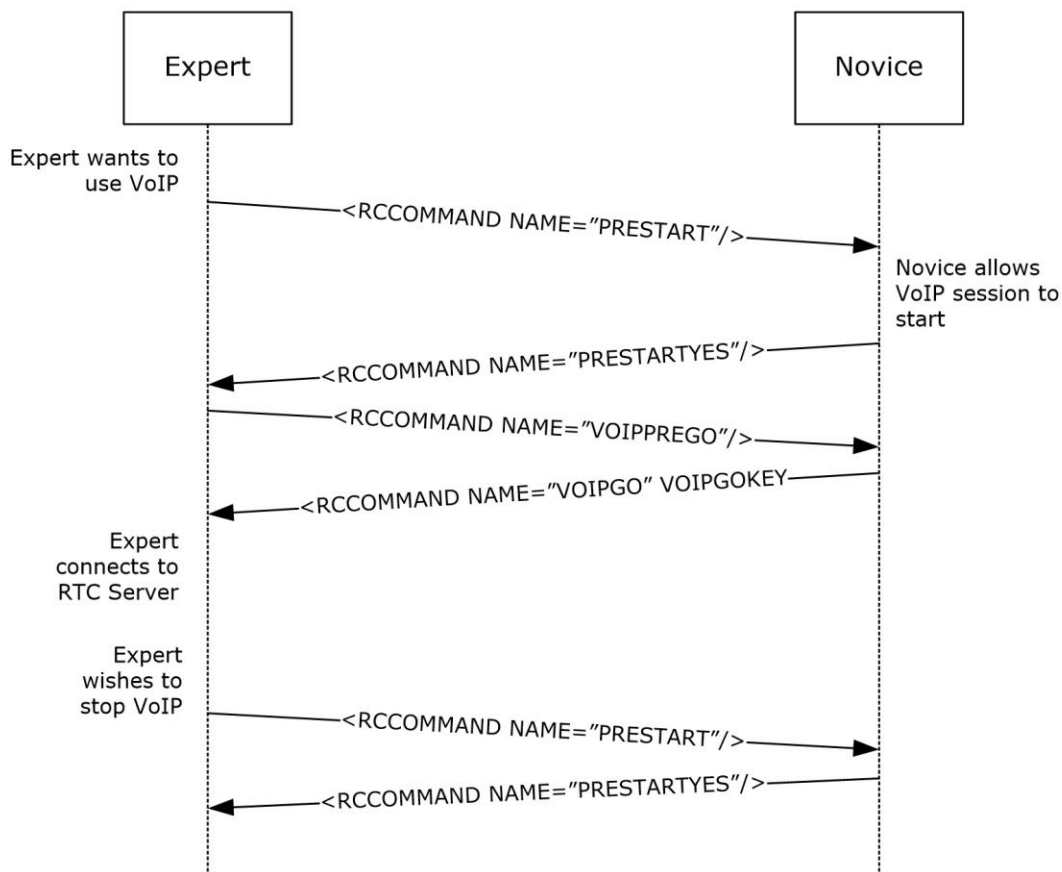 Expert
Novice
Expert wants to
use VoIP
<RCCOMMAND NAME=”PRESTART”/>
Novice allows
VoIP session to
start
<RCCOMMAND NAME=”PRESTARTYES”/>
<RCCOMMAND NAME=”VOIPPREGO”/>
<RCCOMMAND NAME=”VOIPGO” VOIPGOKEY
Expert
connects to
RTC Server
Expert
wishes to
stop VoIP
<RCCOMMAND NAME=”PRESTART”/>
<RCCOMMAND NAME=”PRESTARTYES”/>